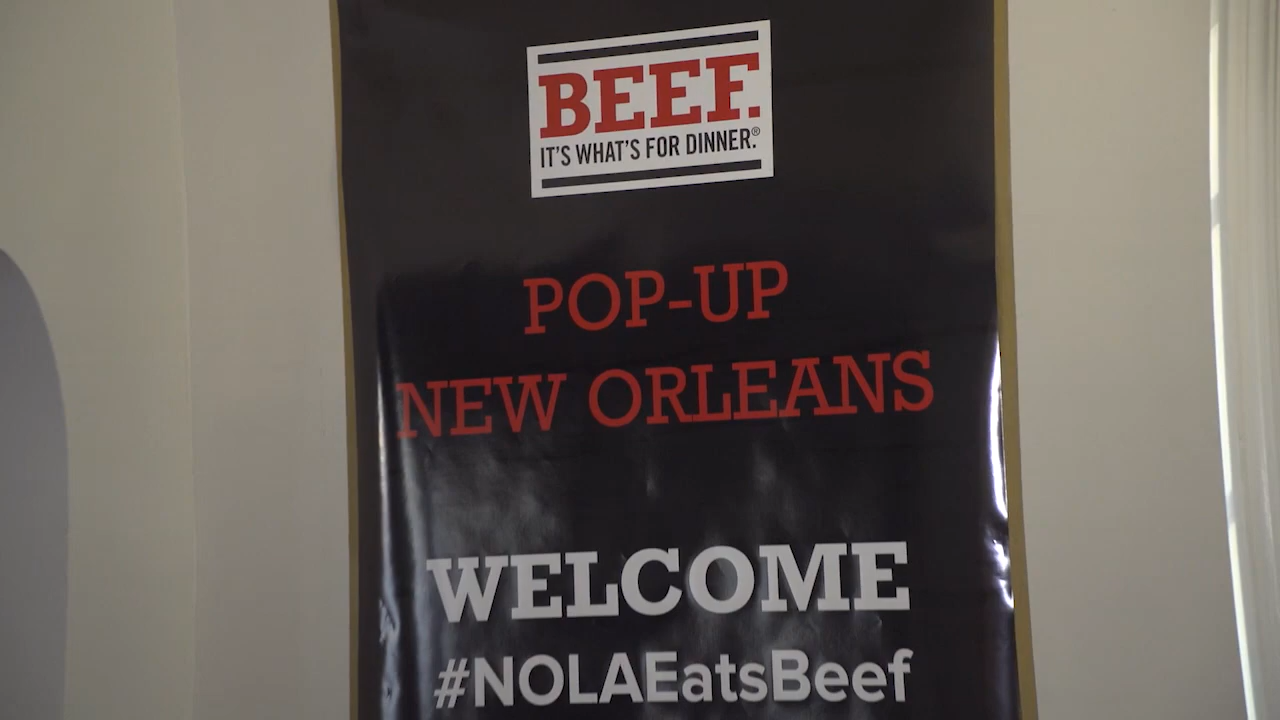 BEEF.
IT'S WHAT'S FOR DINNER.®
POP-UP
NEW ORLEANS
WELCOME
#NOLAEatsBeef